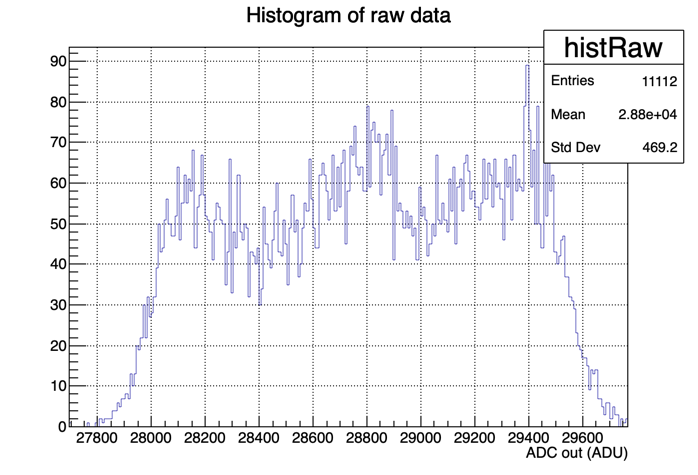 Histogram of raw data
histRaw
Entries 11112
Mean 2.88e+04
Std Dev 469.2
90
80
70
60
50
40
30
20
10
0
27800 28000 28200 28400 28600 28800 29000 29200 29400 29600
ADC out (ADU)